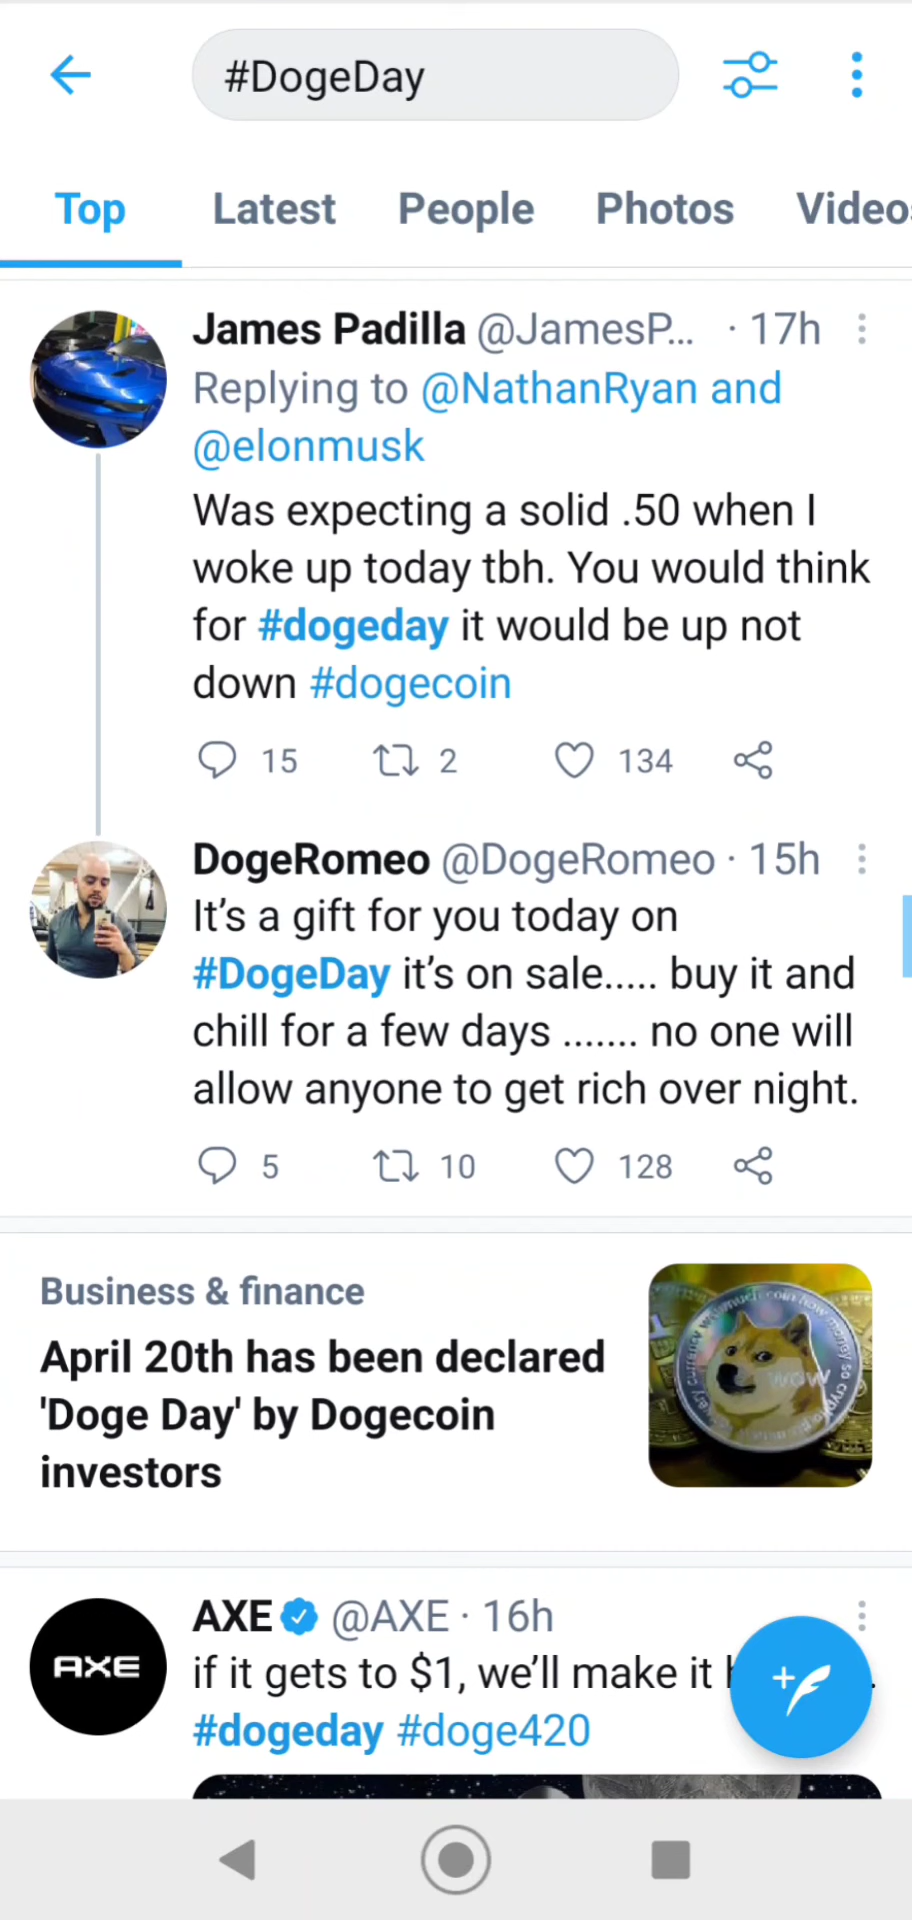 #DogeDay
Top Latest People Photos Videos
James Padilla @JamesP... · 17h
Replying to @NathanRyan and
@elonmusk
Was expecting a solid .50 when I
woke up today tbh. You would think
for #dogeday it would be up not
down #dogecoin
15 2 134
DogeRomeo @DogeRomeo · 15h
It's a gift for you today on
#DogeDay it's on sale..... buy it and
chill for a few days ....... no one will
allow anyone to get rich over night.
5 10 128
Business & finance
April 20th has been declared
'Doge Day' by Dogecoin
investors
wow
AXE
AXE @AXE · 16h
if it gets to $1, we'll make it
#dogeday #doge420